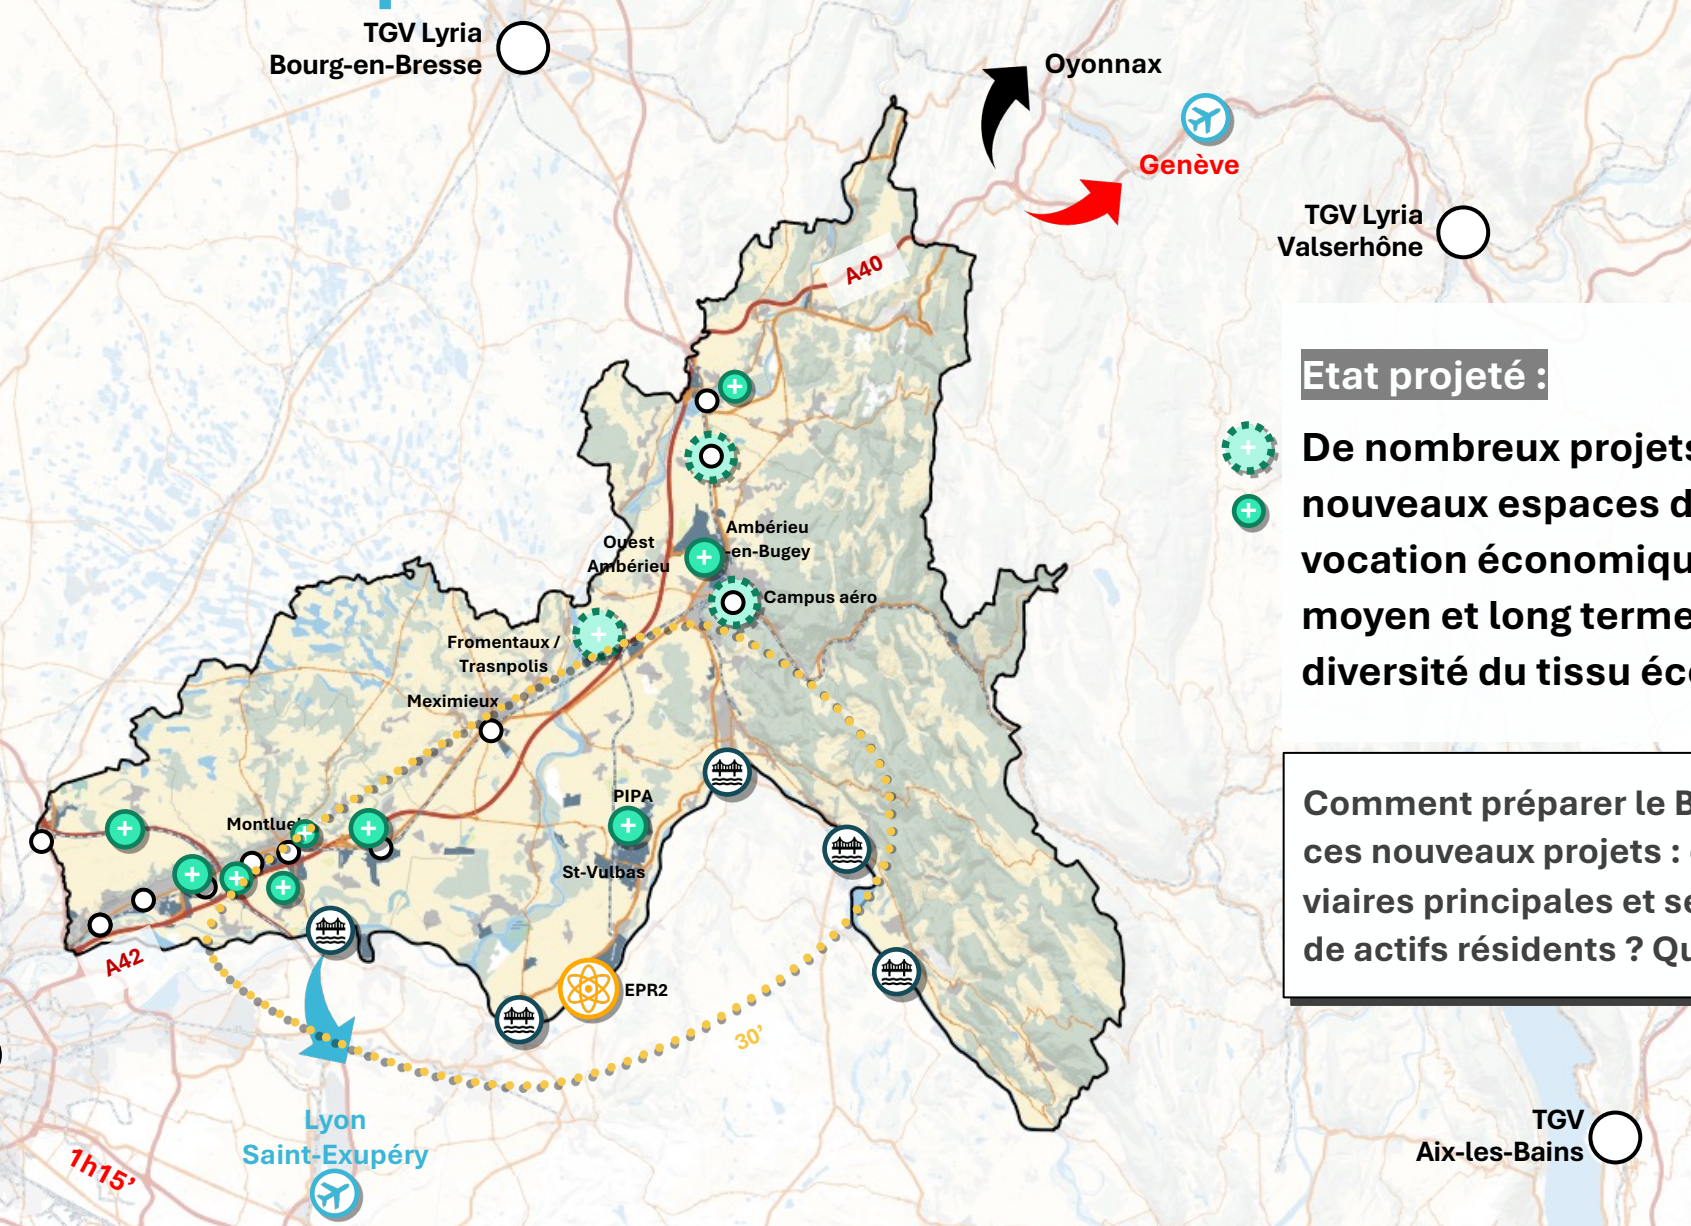 TGV Lyria
Bourg-en-Bresse
Oyonnax
Genève
TGV Lyria
Valserhône
A40
Etat projeté :
De nombreux projets
nouveaux espaces d
vocation économiqu
moyen et long terme
diversité du tissu éc
Ambérieu
-en-Bugey
Ouest
Ambérieu
Campus aéro
Fromentaux /
Trasnpolis
Meximieux
PIPA
Montluel
St-Vulbas
A42
EPR2
30’
Comment préparer le B
ces nouveaux projets :
viaires principales et se
de actifs résidents ? Qu
Lyon
Saint-Exupéry
1h15’
TGV
Aix-les-Bains